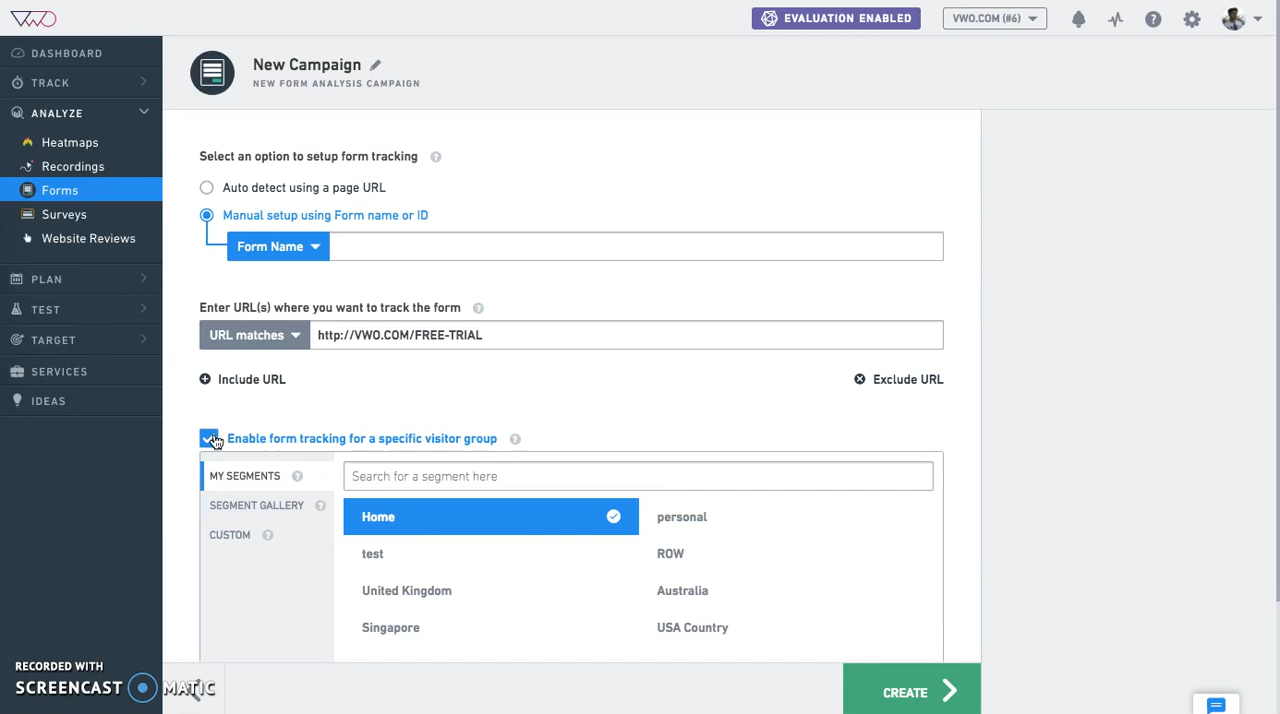 VWO
EVALUATION ENABLED
VWO.COM (#6)
DASHBOARD
TRACK
ANALYZE
Heatmaps
Recordings
Forms
Surveys
Website Reviews
PLAN
TEST
TARGET
SERVICES
IDEAS
New Campaign
NEW FORM ANALYSIS CAMPAIGN
Select an option to setup form tracking ?
Auto detect using a page URL
Manual setup using Form name or ID
Form Name
Enter URL(s) where you want to track the form ?
URL matches http://VWO.COM/FREE-TRIAL
Include URL Exclude URL
Enable form tracking for a specific visitor group ?
MY SEGMENTS ? Search for a segment here
SEGMENT GALLERY ?
CUSTOM ?
Home personal
test ROW
United Kingdom Australia
Singapore USA Country
CREATE
RECORDED WITH
SCREENCAST MATIC